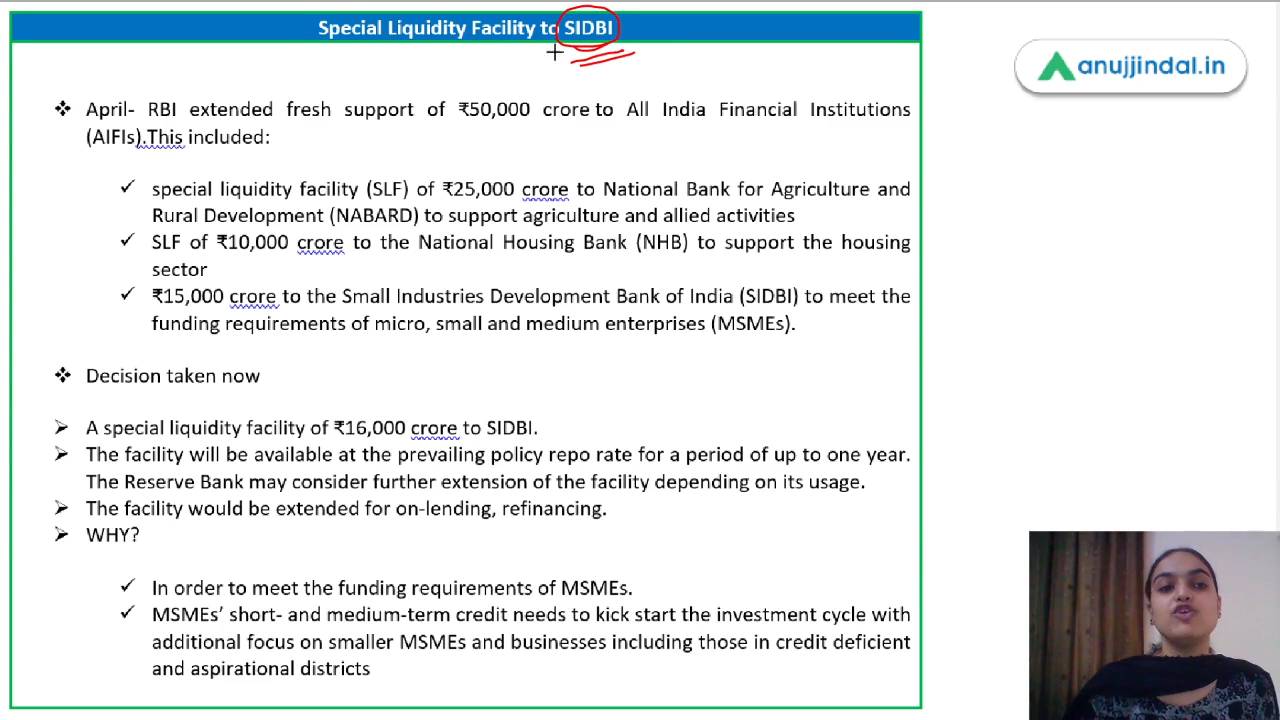 Special Liquidity Facility to SIDBI
anujjindal.in
❖ April- RBI extended fresh support of ₹50,000 crore to All India Financial Institutions
(AIFIs).This included:
✓ special liquidity facility (SLF) of ₹25,000 crore to National Bank for Agriculture and
Rural Development (NABARD) to support agriculture and allied activities
✓ SLF of ₹10,000 crore to the National Housing Bank (NHB) to support the housing
sector
✓ ₹15,000 crore to the Small Industries Development Bank of India (SIDBI) to meet the
funding requirements of micro, small and medium enterprises (MSMEs).
❖ Decision taken now
➢ A special liquidity facility of ₹16,000 crore to SIDBI.
➢ The facility will be available at the prevailing policy repo rate for a period of up to one year.
The Reserve Bank may consider further extension of the facility depending on its usage.
➢ The facility would be extended for on-lending, refinancing.
➢ WHY?
✓ In order to meet the funding requirements of MSMEs.
✓ MSMEs’ short- and medium-term credit needs to kick start the investment cycle with
additional focus on smaller MSMEs and businesses including those in credit deficient
and aspirational districts